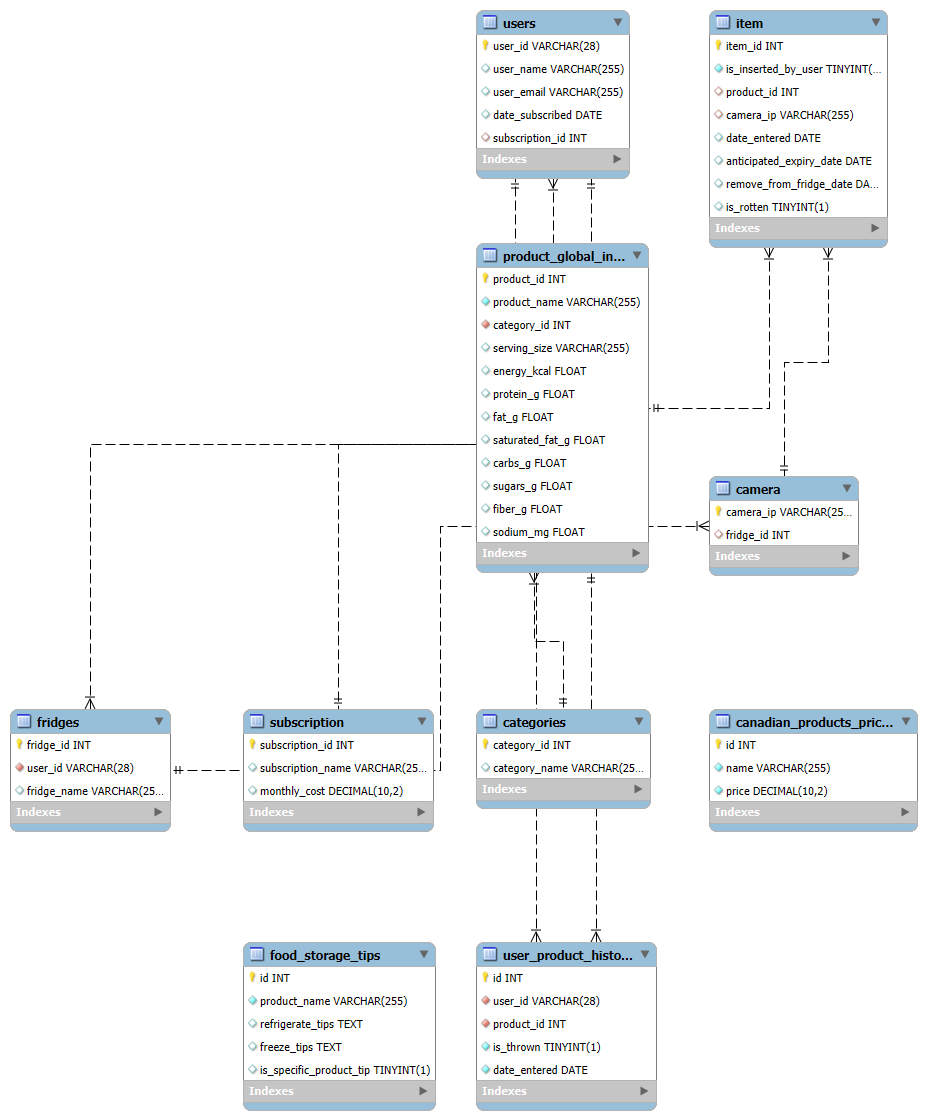 users
user_id VARCHAR(28)
user_name VARCHAR(255)
user_email VARCHAR(255)
date_subscribed DATE
subscription_id INT
Indexes
item
item_id INT
is_inserted_by_user TINYINT(...
product_id INT
camera_ip VARCHAR(255)
date_entered DATE
anticipated_expiry_date DATE
remove_from_fridge_date DA...
is_rotten TINYINT(1)
Indexes
product_global_in...
product_id INT
product_name VARCHAR(255)
category_id INT
serving_size VARCHAR(255)
energy_kcal FLOAT
protein_g FLOAT
fat_g FLOAT
saturated_fat_g FLOAT
carbs_g FLOAT
sugars_g FLOAT
fiber_g FLOAT
sodium_mg FLOAT
Indexes
camera
camera_ip VARCHAR(25...
fridge_id INT
Indexes
fridges
fridge_id INT
user_id VARCHAR(28)
fridge_name VARCHAR(25...
Indexes
subscription
subscription_id INT
subscription_name VARCHAR(25...
monthly_cost DECIMAL(10,2)
Indexes
categories
category_id INT
category_name VARCHAR(25...
Indexes
canadian_products_pric...
id INT
name VARCHAR(255)
price DECIMAL(10,2)
Indexes
food_storage_tips
id INT
product_name VARCHAR(255)
refrigerate_tips TEXT
freeze_tips TEXT
is_specific_product_tip TINYINT(1)
Indexes
user_product_histo...
id INT
user_id VARCHAR(28)
product_id INT
is_thrown TINYINT(1)
date_entered DATE
Indexes